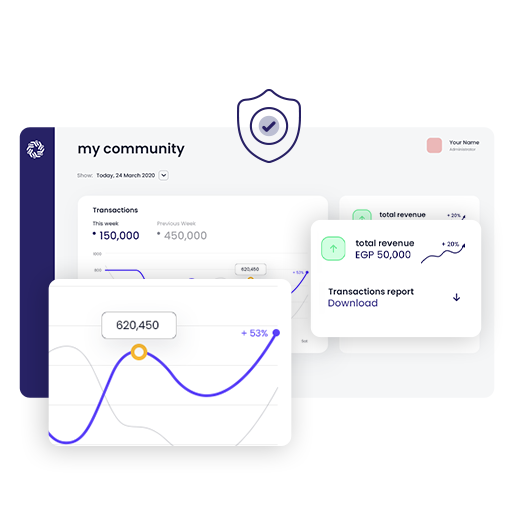 my community
Your Name
Administrator
Show: Today, 24 March 2020
Transactions
This week
150,000
Previous Week
450,000
1000
800
620,450
+ 53%
Sun
total revenue
+ 20%
total revenue
EGP 50,000
+ 20%
Transactions report
Download
620,450
+ 53%